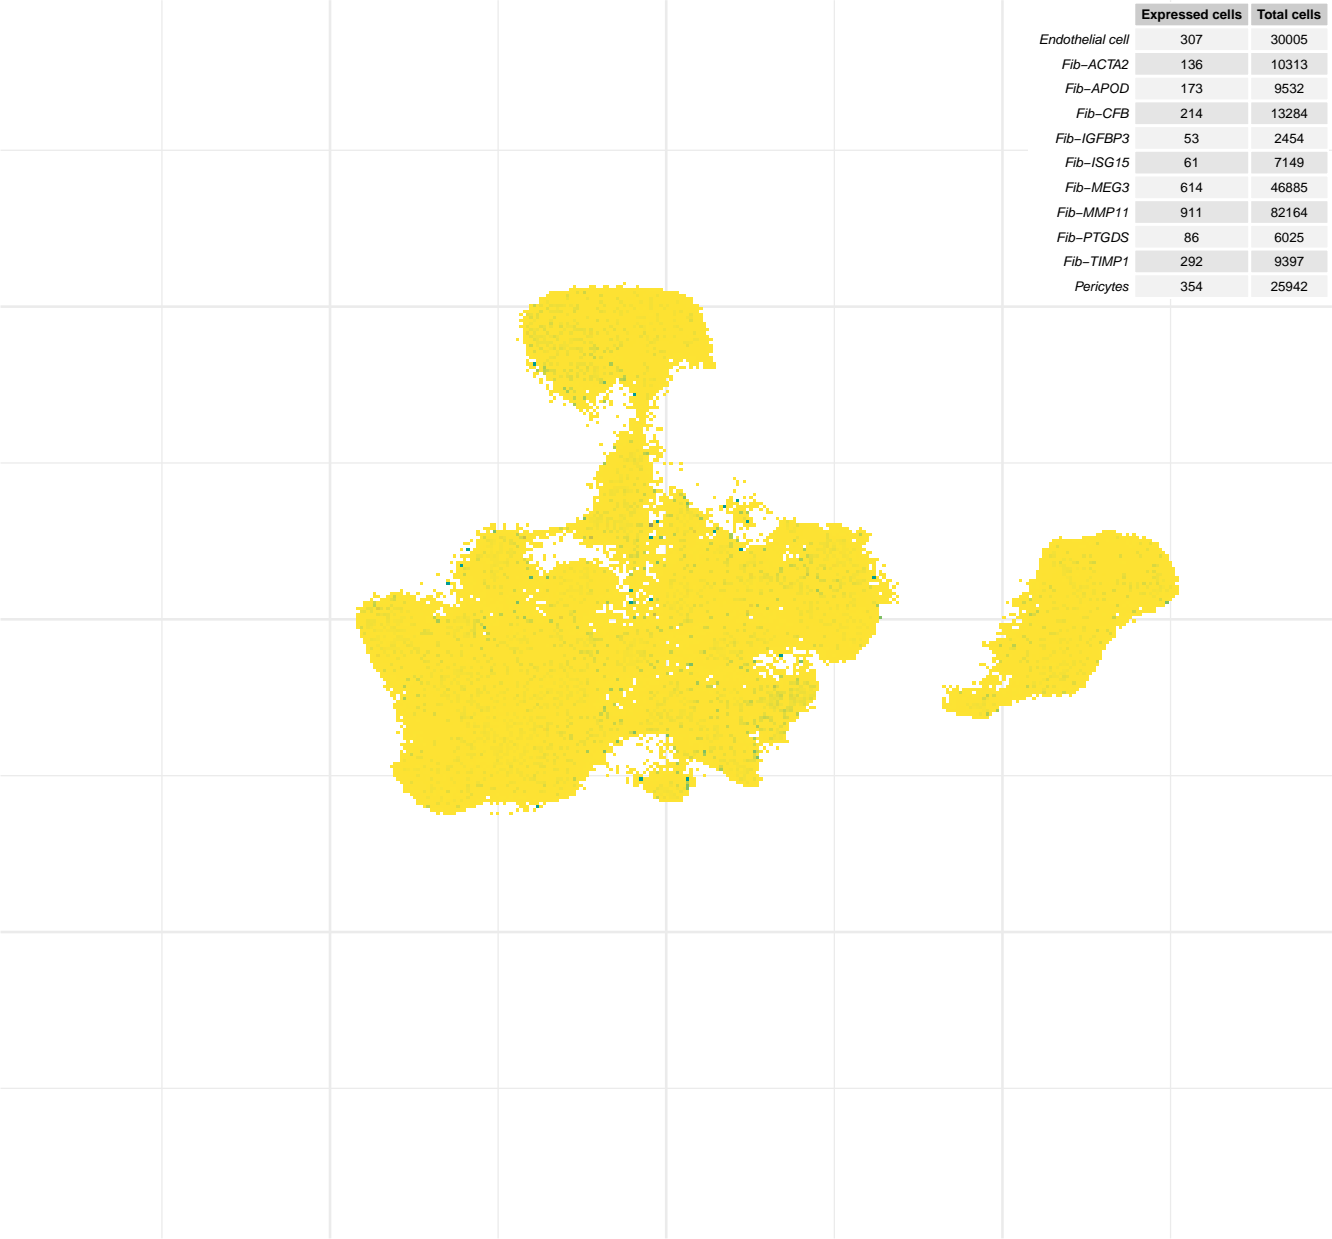 Expressed cells Total cells
Endothelial cell 307 30005
Fib−ACTA2 136 10313
Fib−APOD 173 9532
Fib−CFB 214 13284
Fib−IGFBP3 53 2454
Fib−ISG15 61 7149
Fib−MEG3 614 46885
Fib−MMP11 911 82164
Fib−PTGDS 86 6025
Fib−TIMP1 292 9397
Pericytes 354 25942